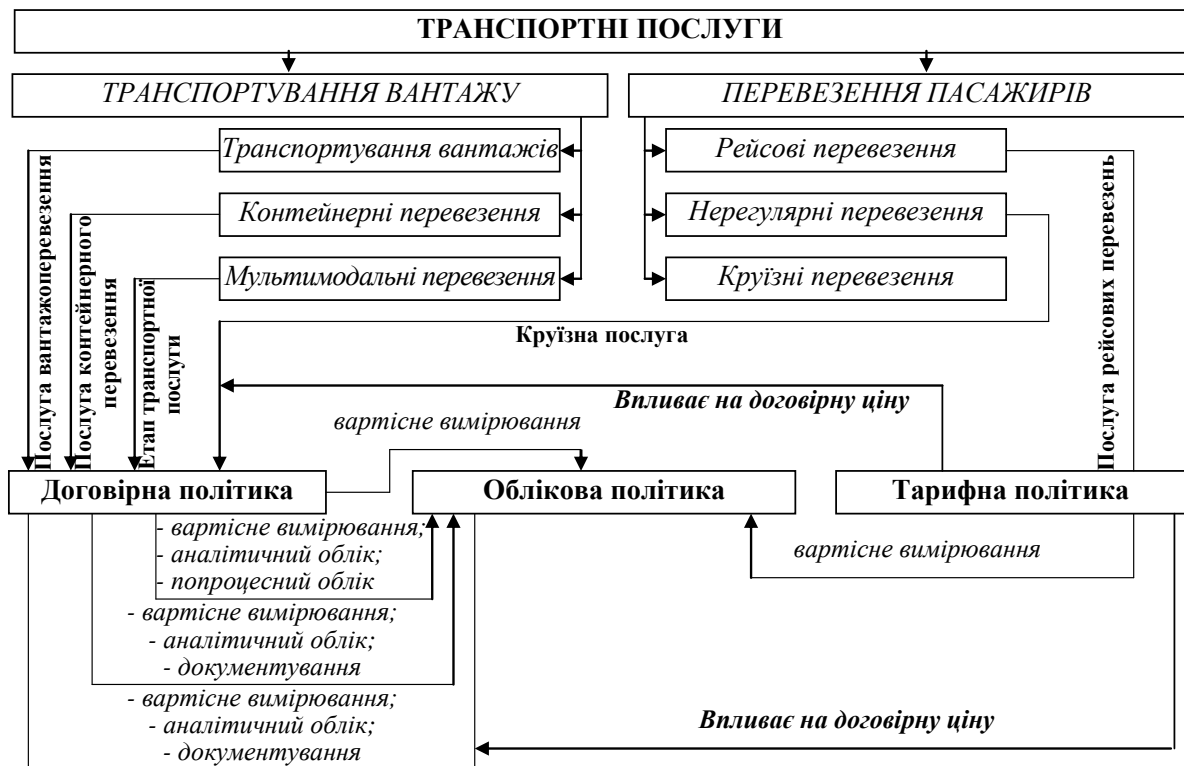 ТРАНСПОРТНІ ПОСЛУГИ
ТРАНСПОРТУВАННЯ ВАНТАЖУ
ПЕРЕВЕЗЕННЯ ПАСАЖИРІВ
Транспортування вантажів
Рейсові перевезення
Контейнерні перевезення
Нерегулярні перевезення
Мультимодальні перевезення
Круїзні перевезення
Послуга вантажоперевезення
Послуга контейнерного
перевезення
Етап транспортної
послуги
Круїзна послуга
Послуга рейсових перевезень
Впливає на договірну ціну
вартісне вимірювання
Договірна політика
Облікова політика
Тарифна політика
- вартісне вимірювання;
- аналітичний облік;
- попроцесний облік
вартісне вимірювання
- вартісне вимірювання;
- аналітичний облік;
- документування
- вартісне вимірювання;
- аналітичний облік;
- документування
Впливає на договірну ціну